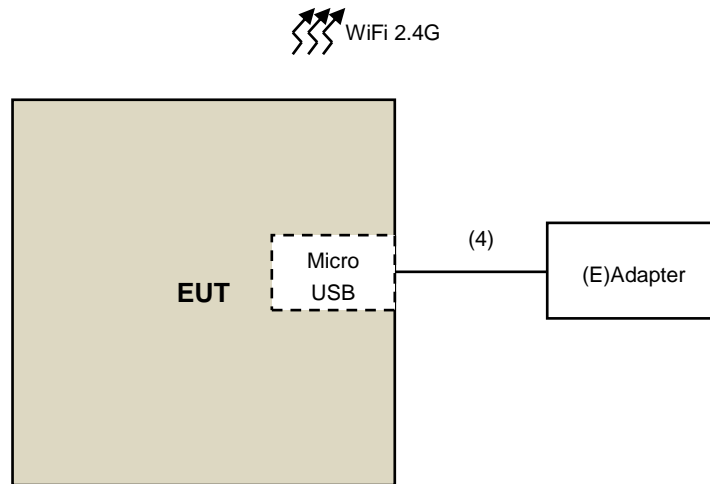 WiFi 2.4G
(4)
Micro
USB
(E)Adapter
EUT